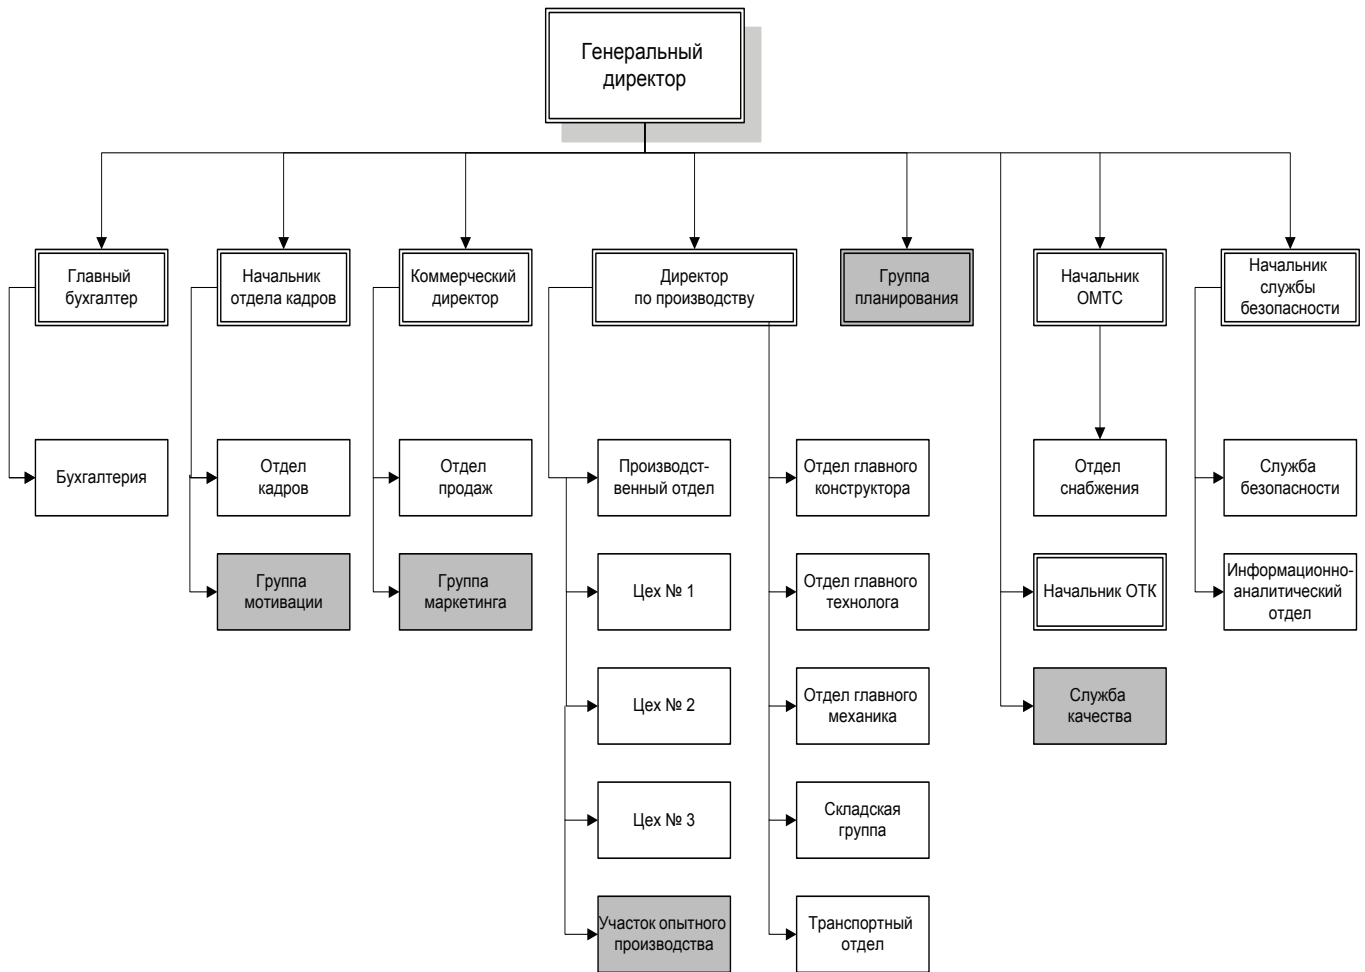 Генеральный
директор
Главный
бухгалтер
Начальник
отдела кадров
Коммерческий
директор
Директор
по производству
Группа
планирования
Начальник
ОМТС
Начальник
службы
безопасности
Бухгалтерия
Отдел
кадров
Отдел
продаж
Производст-
венный отдел
Отдел главного
конструктора
Отдел
снабжения
Служба
безопасности
Группа
мотивации
Группа
маркетинга
Цех № 1
Отдел главного
технолога
Начальник ОТК
Информационно-
аналитический
отдел
Цех № 2
Отдел главного
механика
Служба
качества
Цех № 3
Складская
группа
Участок опытного
производства
Транспортный
отдел